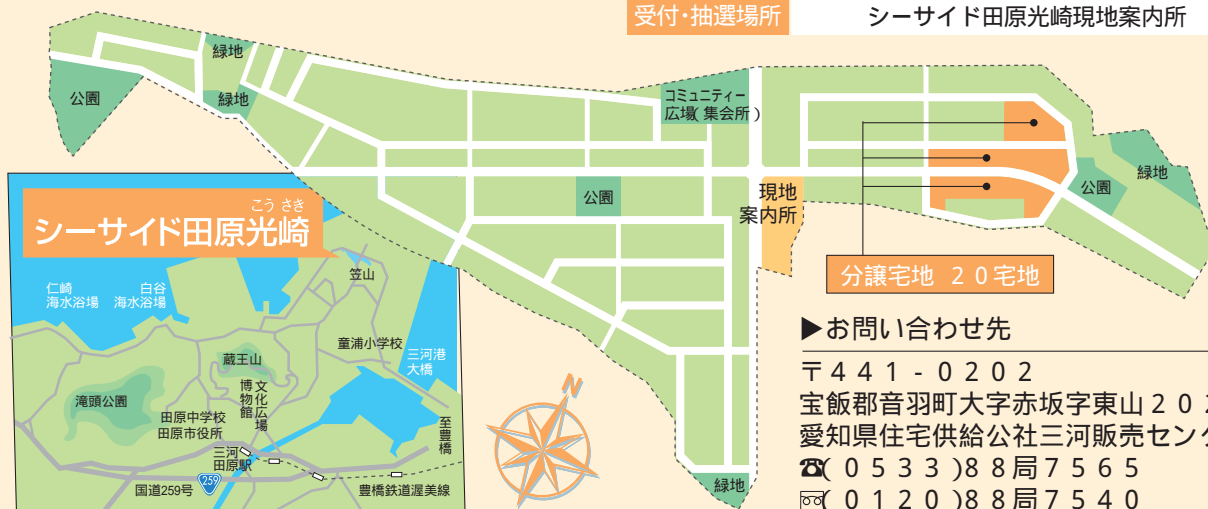 受付・抽選場所
シーサイド田原光崎現地案内所
緑地
公園
緑地
コミュニティー
広場(集会所)
緑地
公園
公園
現地
案内所
分譲宅地 20宅地
緑地
こうさき
シーサイド田原光崎
笠山
仁崎
海水浴場
白谷
海水浴場
童浦小学校
三河港
大橋
蔵王山
滝頭公園
文化広場
博物館
田原中学校
田原市役所
至豊橋
三河
田原駅
国道259号
259
豊橋鉄道渥美線
N
▶お問い合わせ先
〒441-0202
宝飯郡音羽町大字赤坂字東山20
愛知県住宅供給公社三河販売セン
☎(0533)88局7565
(0120)88局7540